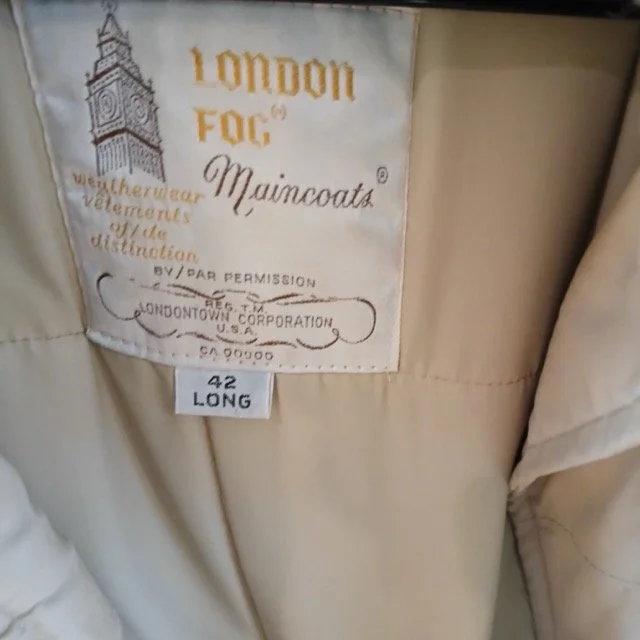 LONDON
FOG(R)
Maincoats®
weatherwear
vêtements
of/de
distinction
BY/PAR PERMISSION
REG. T.M.
LONDONTOWN CORPORATION
U.S.A.
CA 00000
42
LONG